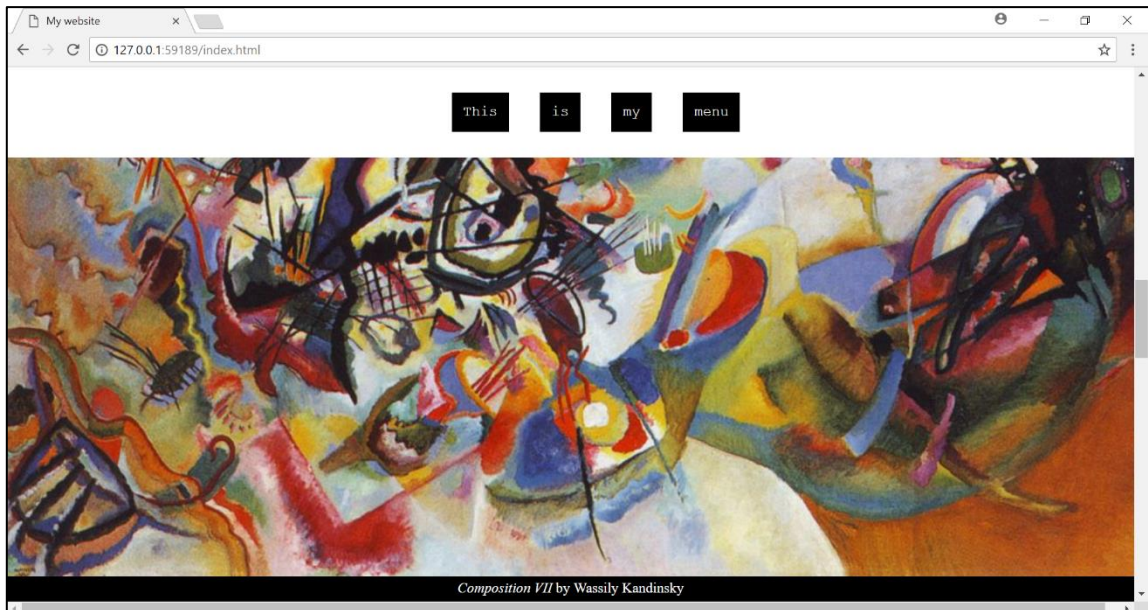 My website
127.0.0.1:59189/index.html
This is my menu
Composition VII by Wassily Kandinsky